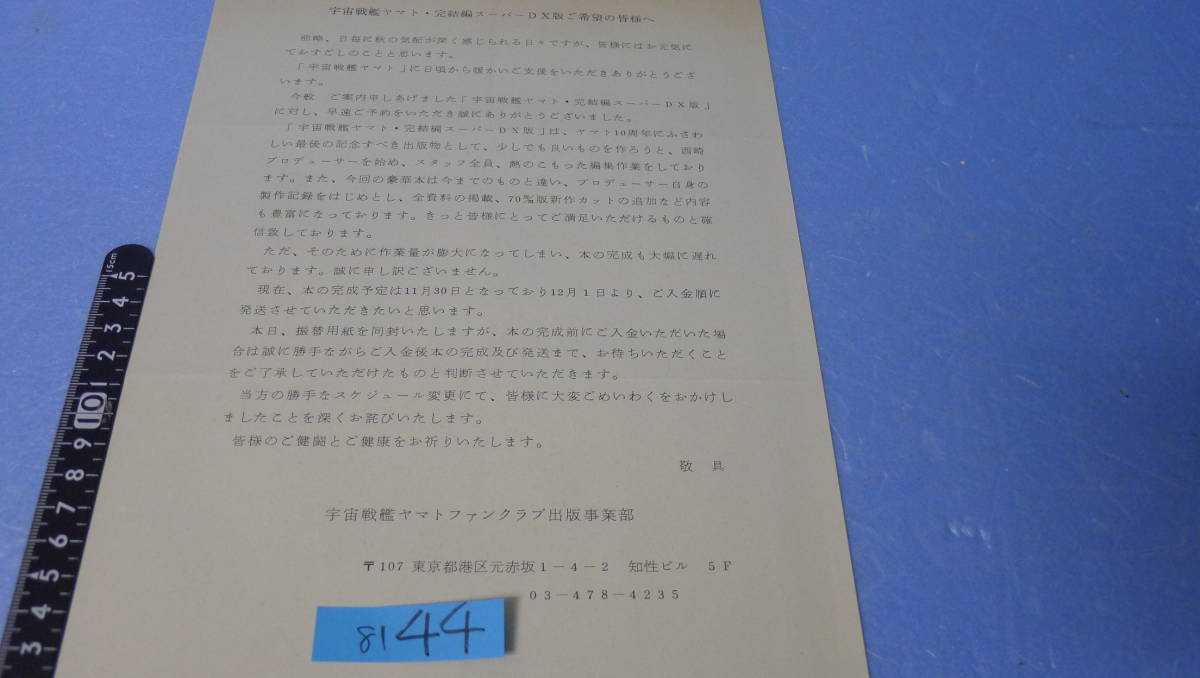 宇宙戦艦ヤマト・完結編スーパーDX版ご希望の皆様へ
前略、日毎に秋の気配が深く感じられる日々ですが、皆様にはお元気に
ておすごしのことと思います。
「宇宙戦艦ヤマト」に日頃から暖かいご支援をいただきありがとうござ
います。
今般 ご案内申しあげました「宇宙戦艦ヤマト・完結編スーパーDX版」
に対し、早速ご予約をいただき誠にありがとうございました。
「宇宙戦艦ヤマト・完結編スーパーDX版」は、ヤマト10周年にふさわ
しい最後の記念すべき出版物として、少しでも良いものを作ろうと、西崎
プロデューサーを始め、スタッフ全員、熱のこもった編集作業をしており
ます。また、今回の豪華本は今までのものと違い、プロデューサー自身の
製作記録をはじめとし、全資料の掲載、70㎜版新作カットの追加など内容
も豊富になっております。きっと皆様にとってご満足いただけるものと確
信致しております。
ただ、そのために作業量が膨大になってしまい、本の完成も大幅に遅れ
ております。誠に申し訳ございません。
現在、本の完成予定は11月30日となっており12月1日より、ご入金順に
発送させていただきたいと思います。
本日、振替用紙を同封いたしますが、本の完成前にご入金いただいた場
合は誠に勝手ながらご入金後本の完成及び発送まで、お待ちいただくこと
をご了承していただけたものと判断させていただきます。
当方の勝手なスケジュール変更にて、皆様に大変ごめいわくをおかけし
ましたことを深くお詫びいたします。
皆様のご健闘とご健康をお祈りいたします。
敬 具
宇宙戦艦ヤマトファンクラブ出版事業部
〒107 東京都港区元赤坂1-4-2 知性ビル 5F
03-478-4235
81 44
15cm
5
4
3
2
1
10
9
8
7
6
5
4
3